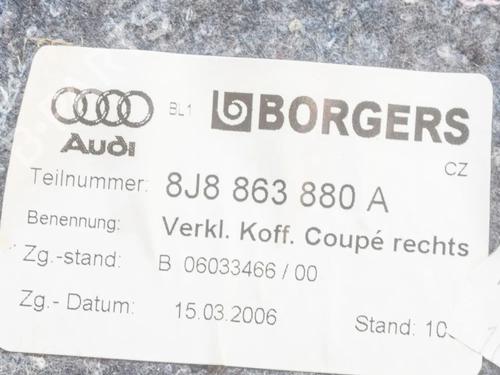 BL1 BORGERS
Audi
CZ
Teilnummer: 8J8 863 880 A
Benennung: Verkl. Koff. Coupé rechts
Zg.-stand: B 06033466 / 00
Zg.- Datum: 15.03.2006 Stand: 10